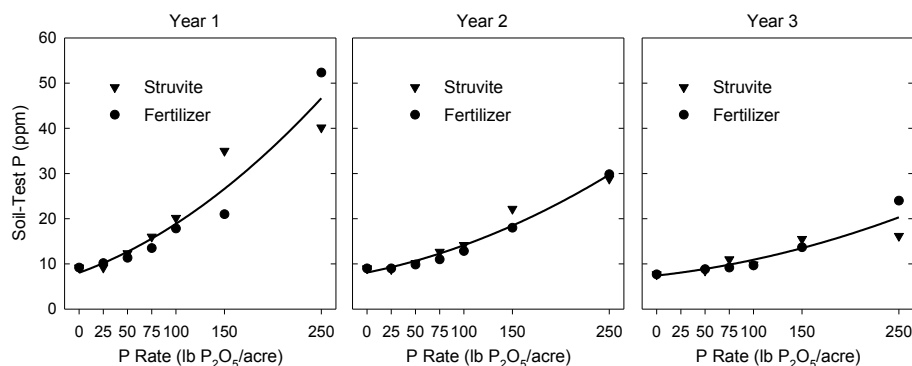 Year 1
Year 2
Year 3
Soil-Test P (ppm)
60
50
40
30
20
10
0
Struvite
Fertilizer
Struvite
Fertilizer
Struvite
Fertilizer
0 25 50 75 100 150 250
0 25 50 75 100 150 250
0 25 50 75 100 150 250
P Rate (lb P₂O₅/acre)
P Rate (lb P₂O₅/acre)
P Rate (lb P₂O₅/acre)